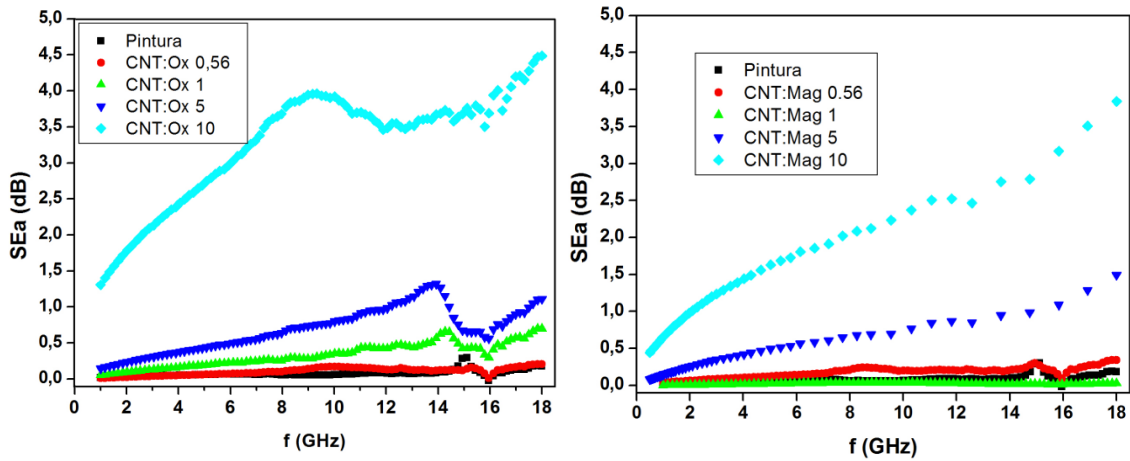 5,0
4,5
4,0
3,5
3,0
2,5
2,0
1,5
1,0
0,5
0,0
SEa (dB)
Pintura
CNT:Ox 0,56
CNT:Ox 1
CNT:Ox 5
CNT:Ox 10
0 2 4 6 8 10 12 14 16 18
f (GHz)
5,0
4,5
4,0
3,5
3,0
2,5
2,0
1,5
1,0
0,5
0,0
SEa (dB)
Pintura
CNT:Mag 0.56
CNT:Mag 1
CNT:Mag 5
CNT:Mag 10
0 2 4 6 8 10 12 14 16 18
f (GHz)